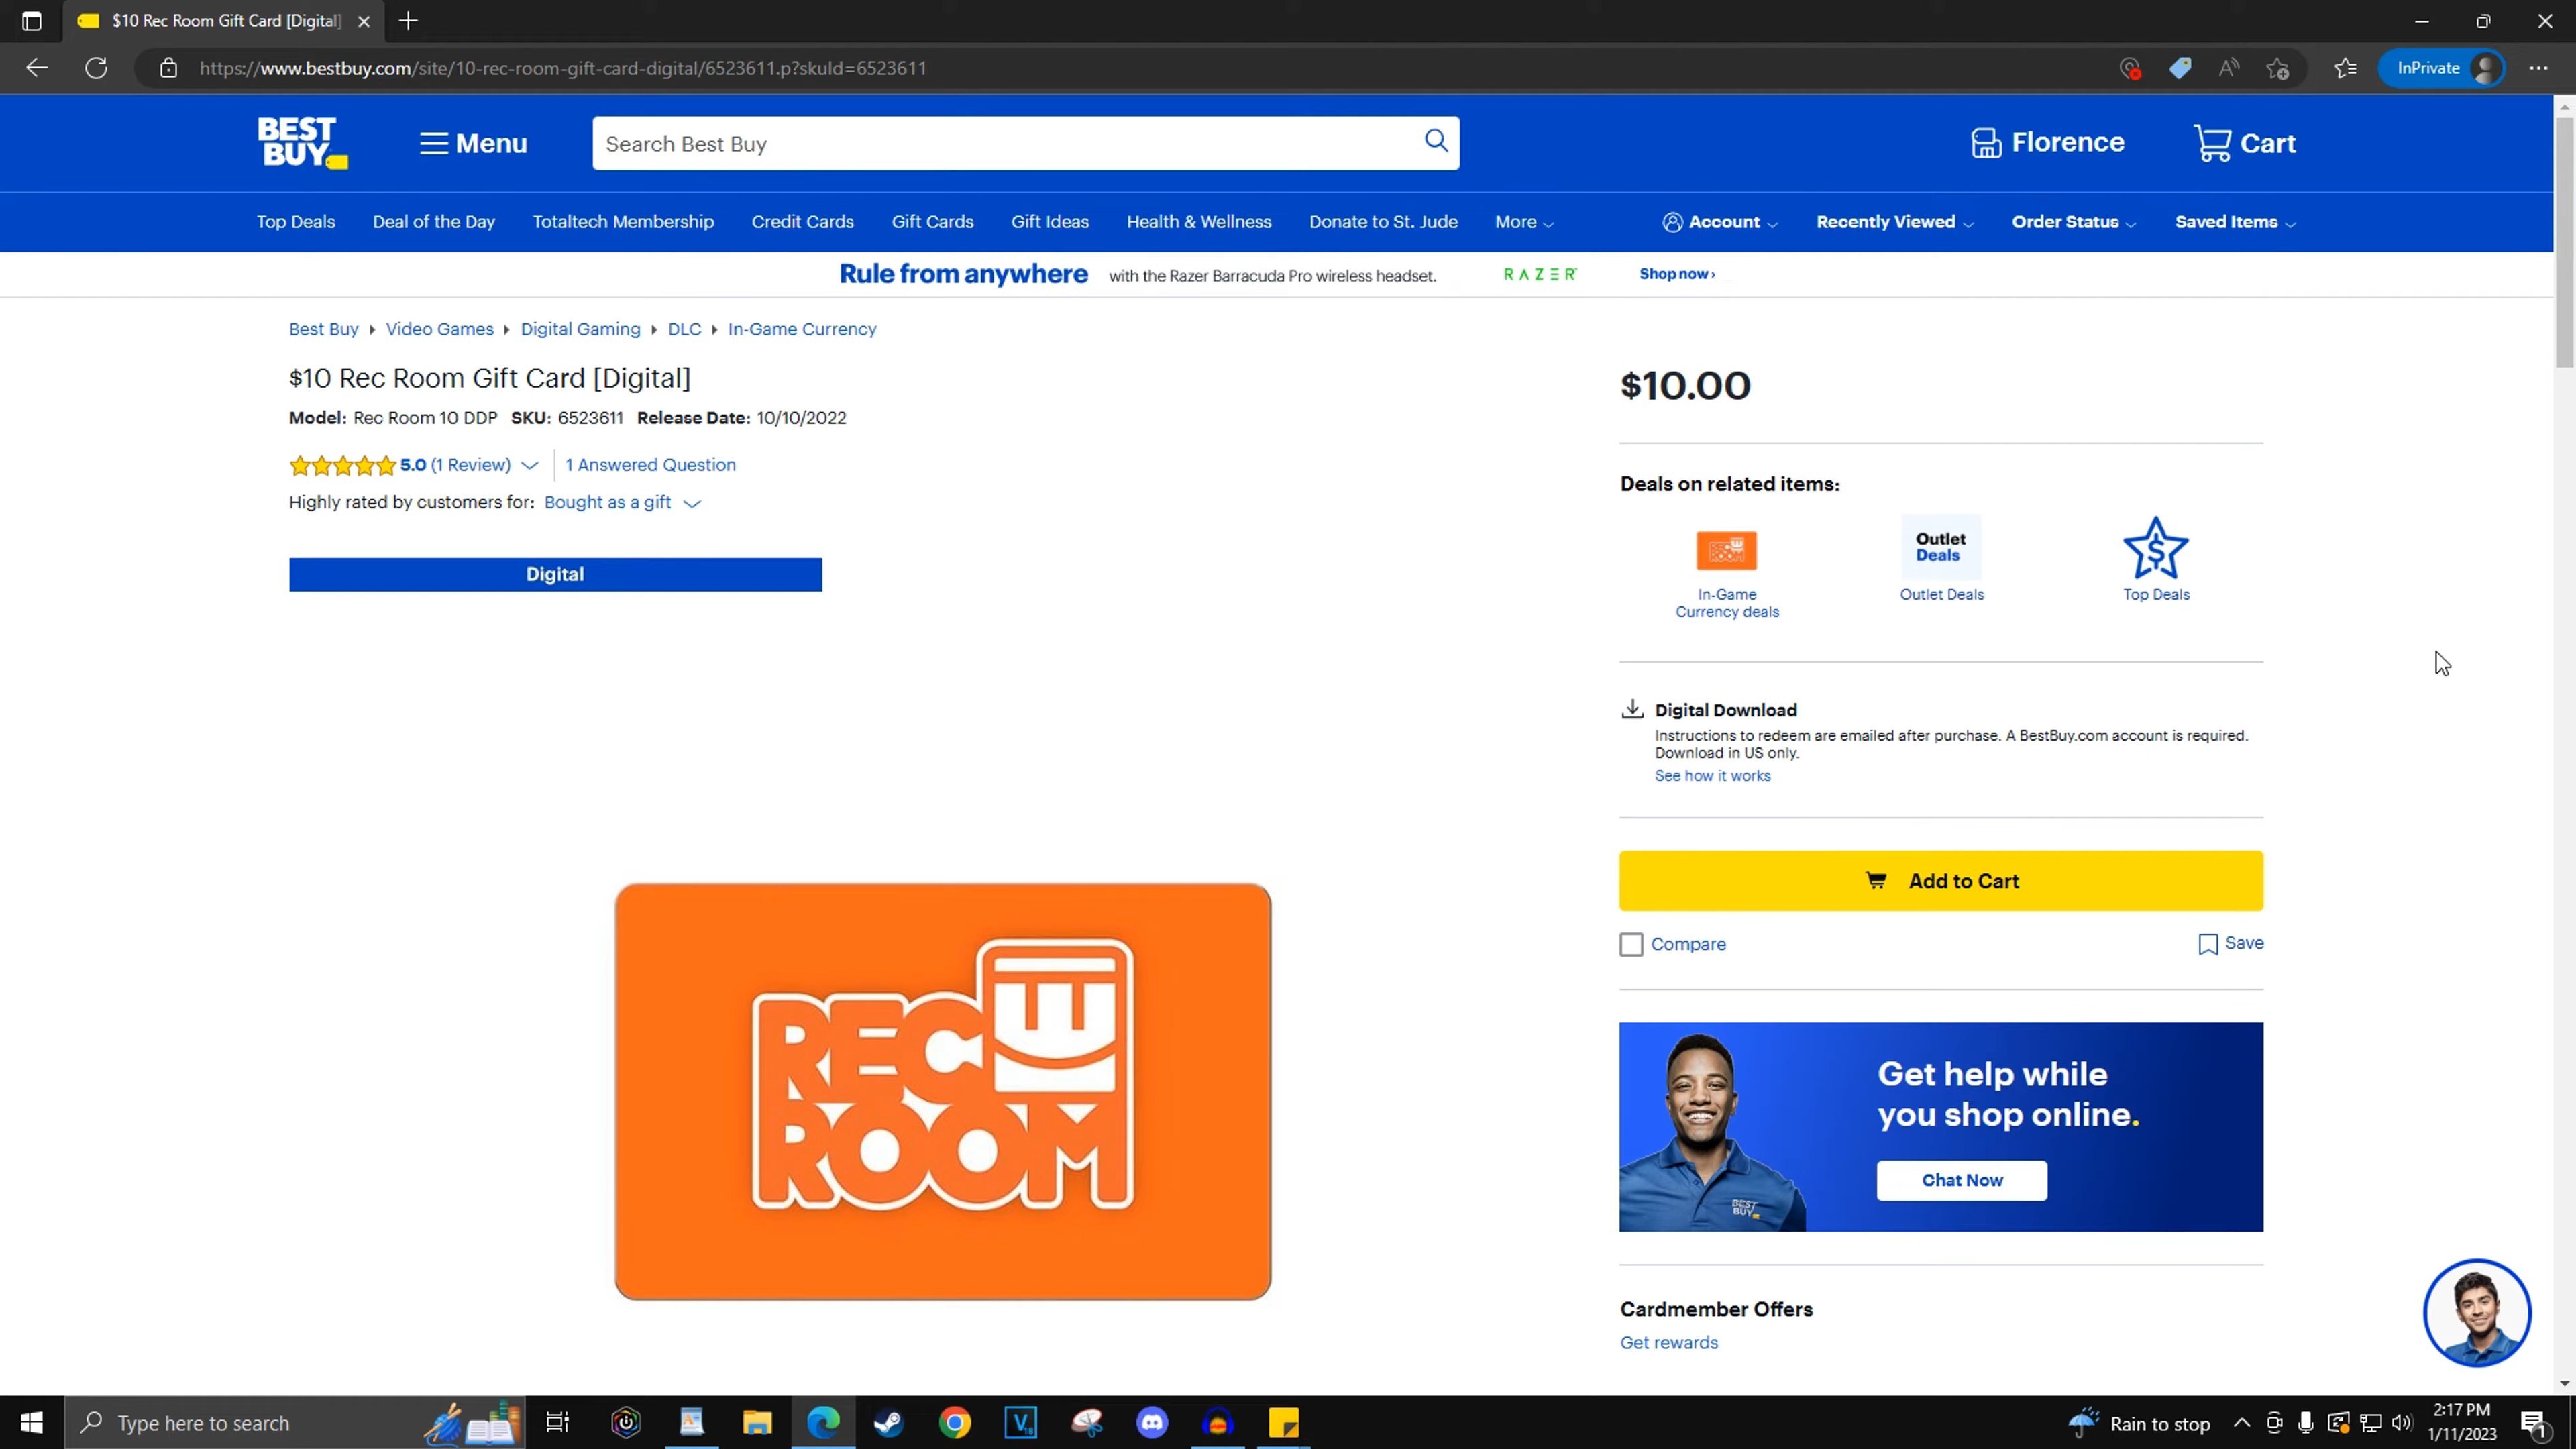 $10 Rec Room Gift Card [Digital]
https://www.bestbuy.com/site/10-rec-room-gift-card-digital/6523611.p?skuId=6523611
InPrivate
BEST BUY
Menu
Search Best Buy
Florence
Cart
Top Deals
Deal of the Day
Totaltech Membership
Credit Cards
Gift Cards
Gift Ideas
Health & Wellness
Donate to St. Jude
More
Account
Recently Viewed
Order Status
Saved Items
Rule from anywhere with the Razer Barracuda Pro wireless headset. RAZER Shop now ›
Best Buy Video Games Digital Gaming DLC In-Game Currency
$10 Rec Room Gift Card [Digital]
Model: Rec Room 10 DDP SKU: 6523611 Release Date: 10/10/2022
5.0 (1 Review) 1 Answered Question
Highly rated by customers for: Bought as a gift
Digital
REC
ROOM
$10.00
Deals on related items:
REC ROOM
In-Game
Currency deals
Outlet
Deals
Outlet Deals
$
Top Deals
Digital Download
Instructions to redeem are emailed after purchase. A BestBuy.com account is required.
Download in US only.
See how it works
Add to Cart
Compare
Save
Get help while
you shop online.
Chat Now
BEST
BUY
Cardmember Offers
Get rewards
Type here to search
V
18
Rain to stop
2:17 PM
1/11/2023
1